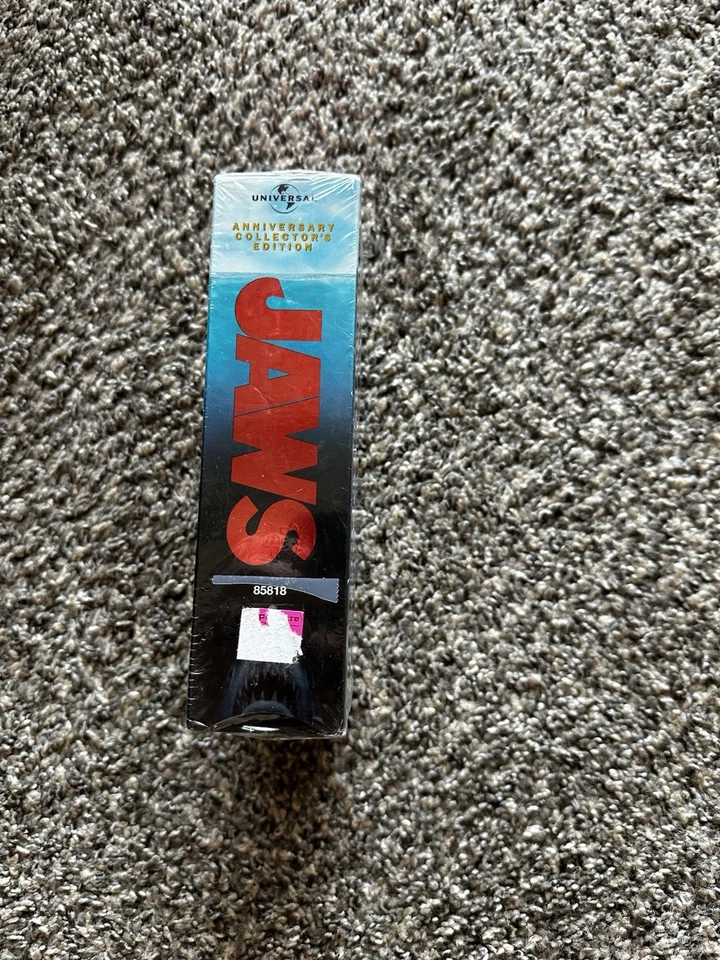 UNIVERSAL
ANNIVERSARY
COLLECTOR'S
EDITION
JAWS
85818